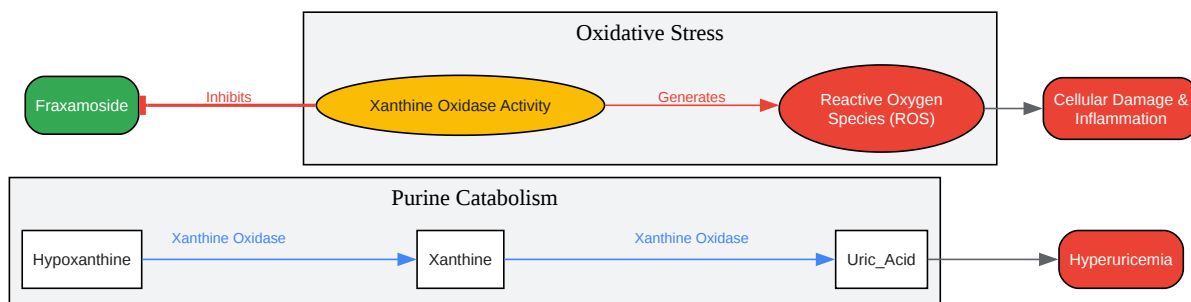 Oxidative Stress
Fraxamoside
Inhibits
Xanthine Oxidase Activity
Generates
Reactive Oxygen
Species (ROS)
Cellular Damage &
Inflammation
Purine Catabolism
Hypoxanthine
Xanthine Oxidase
Xanthine
Xanthine Oxidase
Uric_Acid
Hyperuricemia